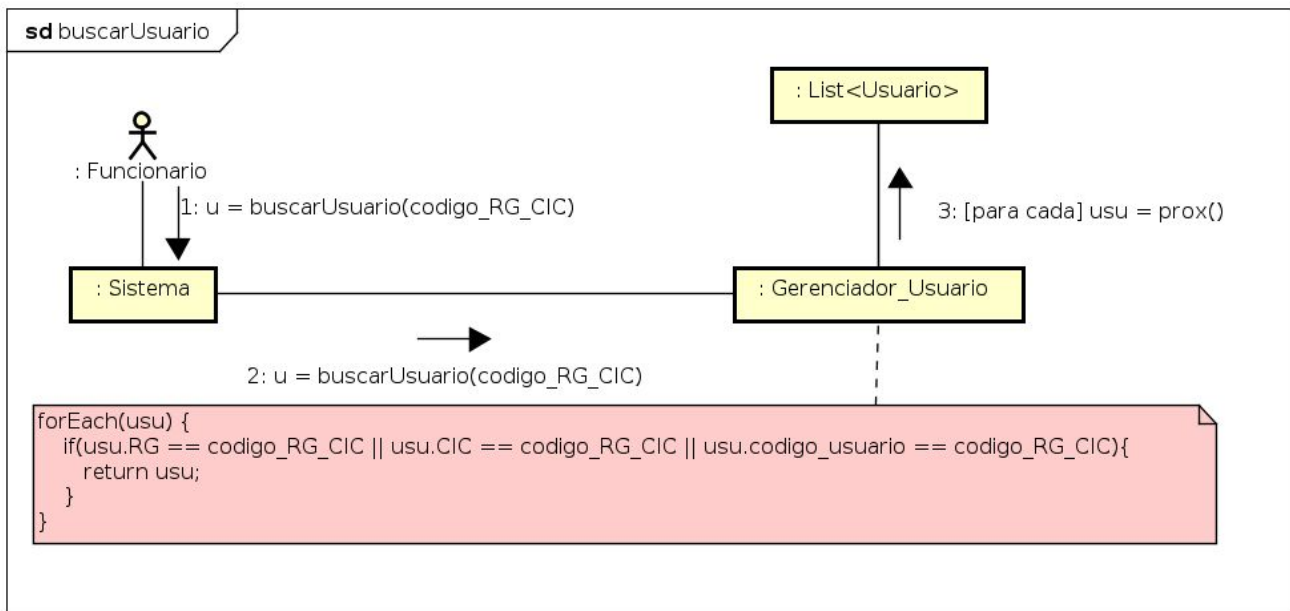 sd buscarUsuario
: List<Usuario>
: Funcionario
1: u = buscarUsuario(codigo_RG_CIC)
3: [para cada] usu = prox()
: Sistema
: Gerenciador_Usuario
2: u = buscarUsuario(codigo_RG_CIC)
forEach(usu) {
if(usu.RG == codigo_RG_CIC || usu.CIC == codigo_RG_CIC || usu.codigo_usuario == codigo_RG_CIC){
return usu;
}
}